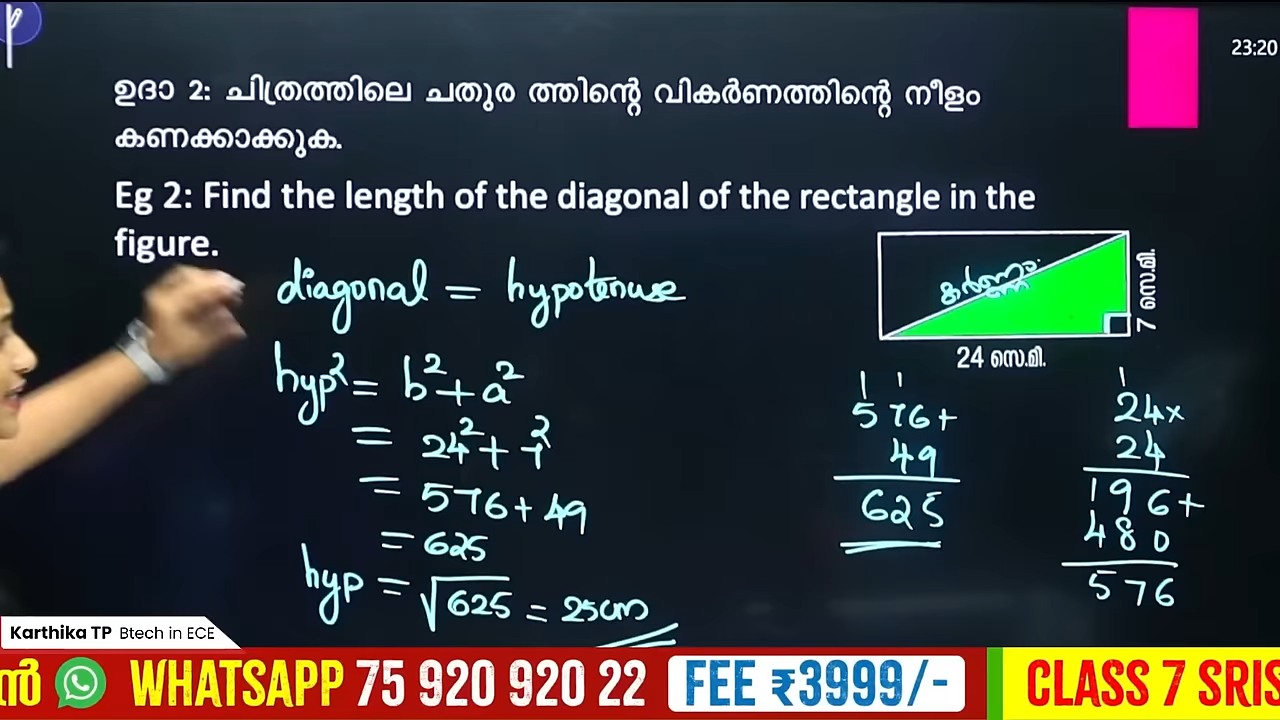 23:20
ഉദാ 2: ചിത്രത്തിലെ ചതുര ത്തിന്റെ വികർണത്തിന്റെ നീളം
കണക്കാക്കുക.
Eg 2: Find the length of the diagonal of the rectangle in the
figure.
diagonal = hypotenuse
കർണ്ണം
7 സെ.മീ.
24 സെ.മീ.
hyp² = b² + a²
= 24² + 7²
= 576 + 49
= 625
hyp = √625 = 25cm
1 1
576+
49
625
1
24x
24
196+
480
576
Karthika TP Btech in ECE
ൻ WHATSAPP 75 920 920 22 FEE ₹3999/- CLASS 7 SRIS